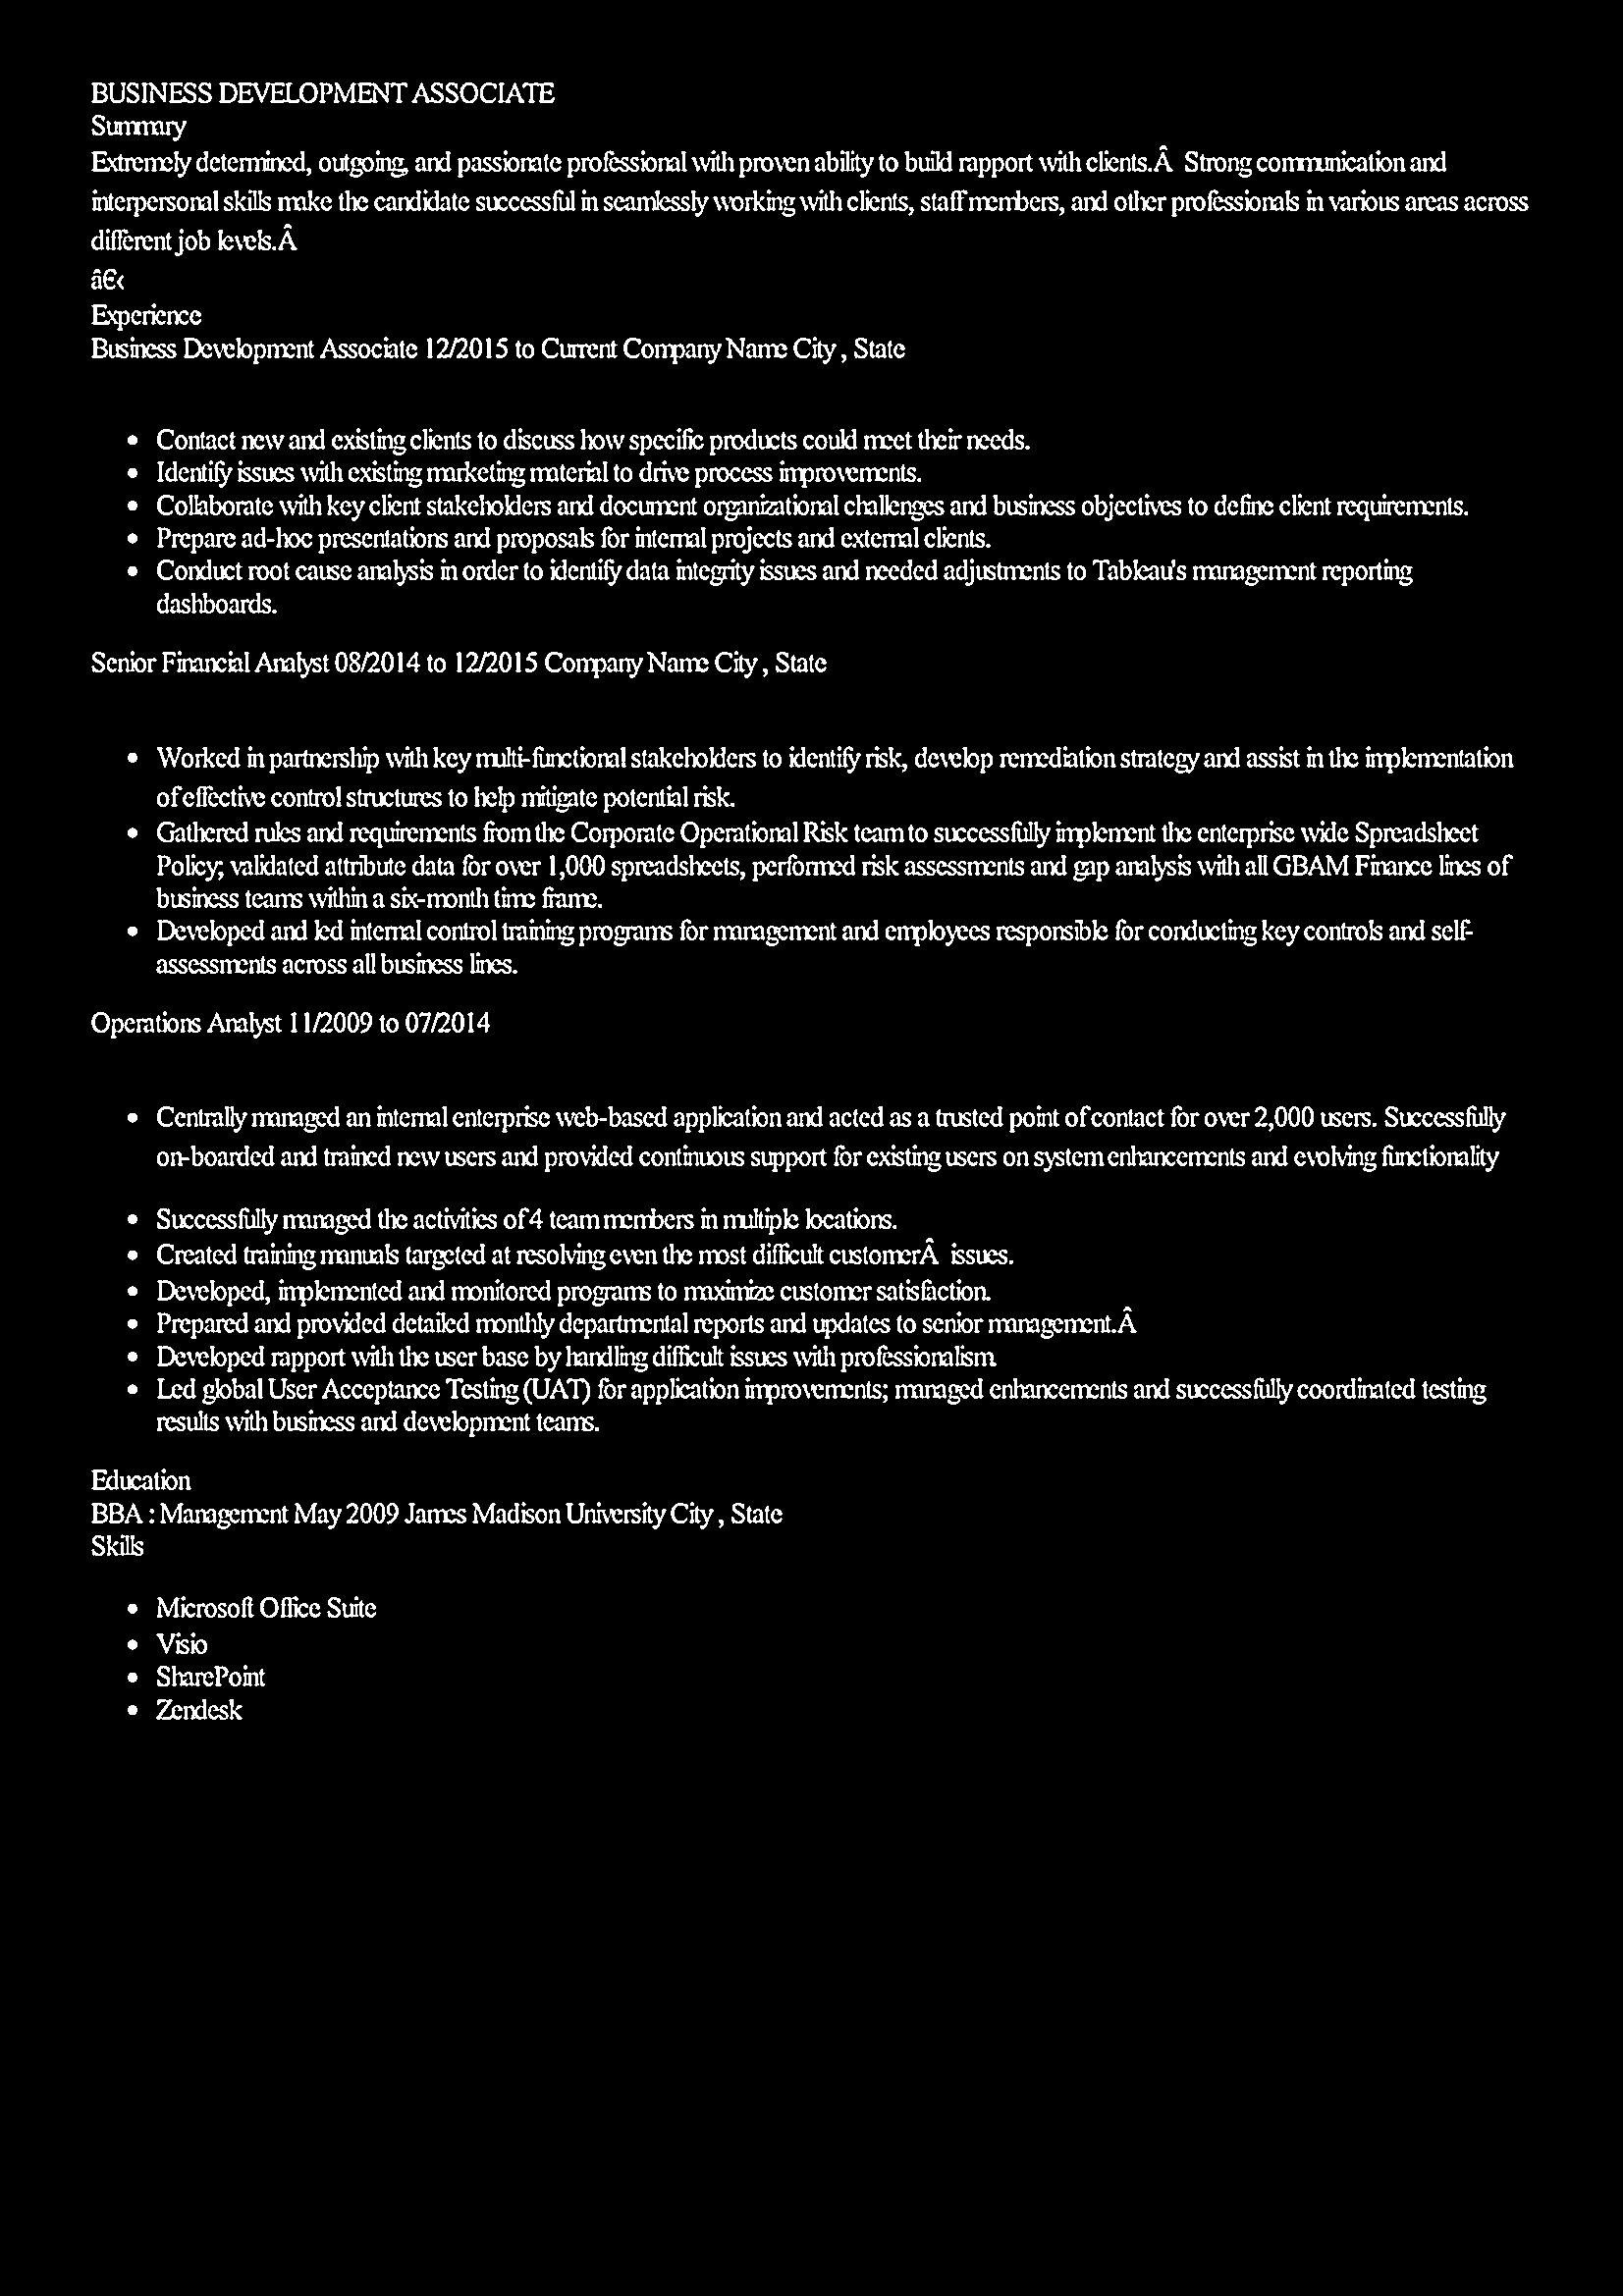 BUSINESS DEVELOPMENT ASSOCIATE
Summary
Extremely determined, outgoing, and passionate professional with proven ability to build rapport with clients.Â  Strong communication and
interpersonal skills make the candidate successful in seamlessly working with clients, staff members, and other professionals in various areas across
different job levels.Â
â€‹
Experience
Business Development Associate 12/2015 to Current Company Name City , State
• Contact new and existing clients to discuss how specific products could meet their needs.
• Identify issues with existing marketing material to drive process improvements.
• Collaborate with key client stakeholders and document organizational challenges and business objectives to define client requirements.
• Prepare ad-hoc presentations and proposals for internal projects and external clients.
• Conduct root cause analysis in order to identify data integrity issues and needed adjustments to Tableau's management reporting
dashboards.
Senior Financial Analyst 08/2014 to 12/2015 Company Name City , State
• Worked in partnership with key multi-functional stakeholders to identify risk, develop remediation strategy and assist in the implementation
of effective control structures to help mitigate potential risk.
• Gathered rules and requirements from the Corporate Operational Risk team to successfully implement the enterprise wide Spreadsheet
Policy; validated attribute data for over 1,000 spreadsheets, performed risk assessments and gap analysis with all GBAM Finance lines of
business teams within a six-month time frame.
• Developed and led internal control training programs for management and employees responsible for conducting key controls and self-
assessments across all business lines.
Operations Analyst 11/2009 to 07/2014
• Centrally managed an internal enterprise web-based application and acted as a trusted point of contact for over 2,000 users. Successfully
on-boarded and trained new users and provided continuous support for existing users on system enhancements and evolving functionality
• Successfully managed the activities of 4 team members in multiple locations.
• Created training manuals targeted at resolving even the most difficult customerÂ  issues.
• Developed, implemented and monitored programs to maximize customer satisfaction.
• Prepared and provided detailed monthly departmental reports and updates to senior management.Â
• Developed rapport with the user base by handling difficult issues with professionalism.
• Led global User Acceptance Testing (UAT) for application improvements; managed enhancements and successfully coordinated testing
results with business and development teams.
Education
BBA : Management May 2009 James Madison University City , State
Skills
• Microsoft Office Suite
• Visio
• SharePoint
• Zendesk